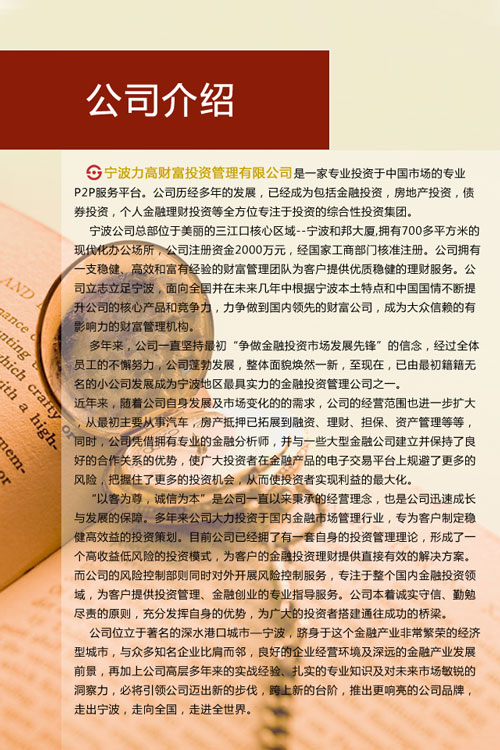 公司介绍
宁波力高财富投资管理有限公司是一家专业投资于中国市场的专业
P2P服务平台。公司历经多年的发展，已经成为包括金融投资，房地产投资，债
券投资，个人金融理财投资等全方位专注于投资的综合性投资集团。
宁波公司总部位于美丽的三江口核心区域--宁波和邦大厦,拥有700多平方米的
现代化办公场所，公司注册资金2000万元，经国家工商部门核准注册。公司拥有
一支稳健、高效和富有经验的财富管理团队为客户提供优质稳健的理财服务。公
司立志立足宁波，面向全国并在未来几年中根据宁波本土特点和中国国情不断提
升公司的核心产品和竞争力，力争做到国内领先的财富公司，成为大众信赖的有
影响力的财富管理机构。
多年来，公司一直坚持最初“争做金融投资市场发展先锋”的信念，经过全体
员工的不懈努力，公司蓬勃发展，整体面貌焕然一新，至现在，已由最初籍籍无
名的小公司发展成为宁波地区最具实力的金融投资管理公司之一。
近年来，随着公司自身发展及市场变化的的需求，公司的经营范围也进一步扩大
，从最初主要从事汽车，房产抵押已拓展到融资、理财、担保、资产管理等等，
同时，公司凭借拥有专业的金融分析师，并与一些大型金融公司建立并保持了良
好的合作关系的优势，使广大投资者在金融产品的电子交易平台上规避了更多的
风险，把握住了更多的投资机会，从而使投资者实现利益的最大化。
“以客为尊，诚信为本”是公司一直以来秉承的经营理念，也是公司迅速成长
与发展的保障。多年来公司大力投资于国内金融市场管理行业，专为客户制定稳
健高效益的投资策划。目前公司已经拥了有一套自身的投资管理理论，形成了一
个高收益低风险的投资模式，为客户的金融投资理财提供直接有效的解决方案。
而公司的风险控制部则同时对外开展风险控制服务，专注于整个国内金融投资领
域，为客户提供投资管理、金融创业的专业指导服务。公司本着诚实守信、勤勉
尽责的原则，充分发挥自身的优势，为广大的投资者搭建通往成功的桥梁。
公司位立于著名的深水港口城市—宁波，跻身于这个金融产业非常繁荣的经济
型城市，与众多知名企业比肩而邻，良好的企业经营环境及深远的金融产业发展
前景，再加上公司高层多年来的实战经验、扎实的专业知识及对未来市场敏锐的
洞察力，必将引领公司迈出新的步伐，跨上新的台阶，推出更响亮的公司品牌，
走出宁波，走向全国，走进全世界。